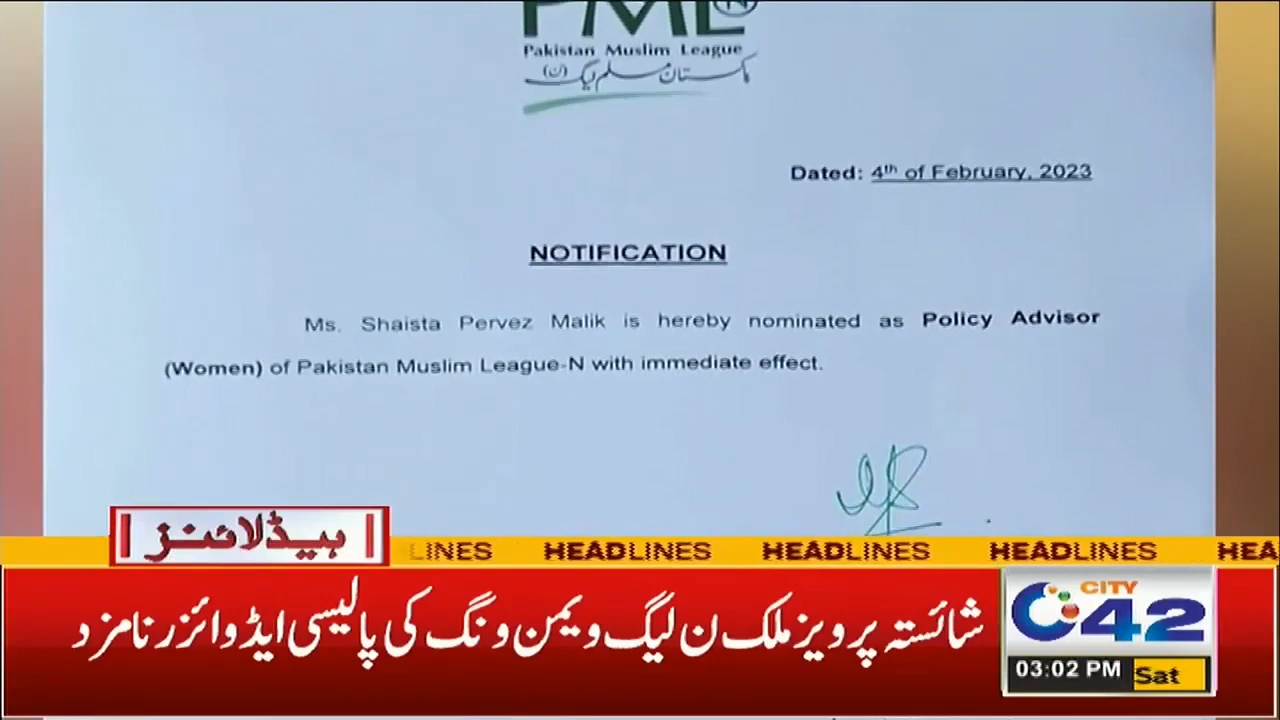 PML(N)
Pakistan Muslim League
پاکستان مسلم لیگ (ن)
Dated: 4th of February, 2023
NOTIFICATION
Ms. Shaista Pervez Malik is hereby nominated as Policy Advisor
(Women) of Pakistan Muslim League-N with immediate effect.
ہیڈلائنز
LINES HEADLINES HEADLINES HEADLINES HEA
شائستہ پرویز ملک ن لیگ ویمن ونگ کی پالیسی ایڈوائزر نامزد
CITY
42
03:02 PM Sat